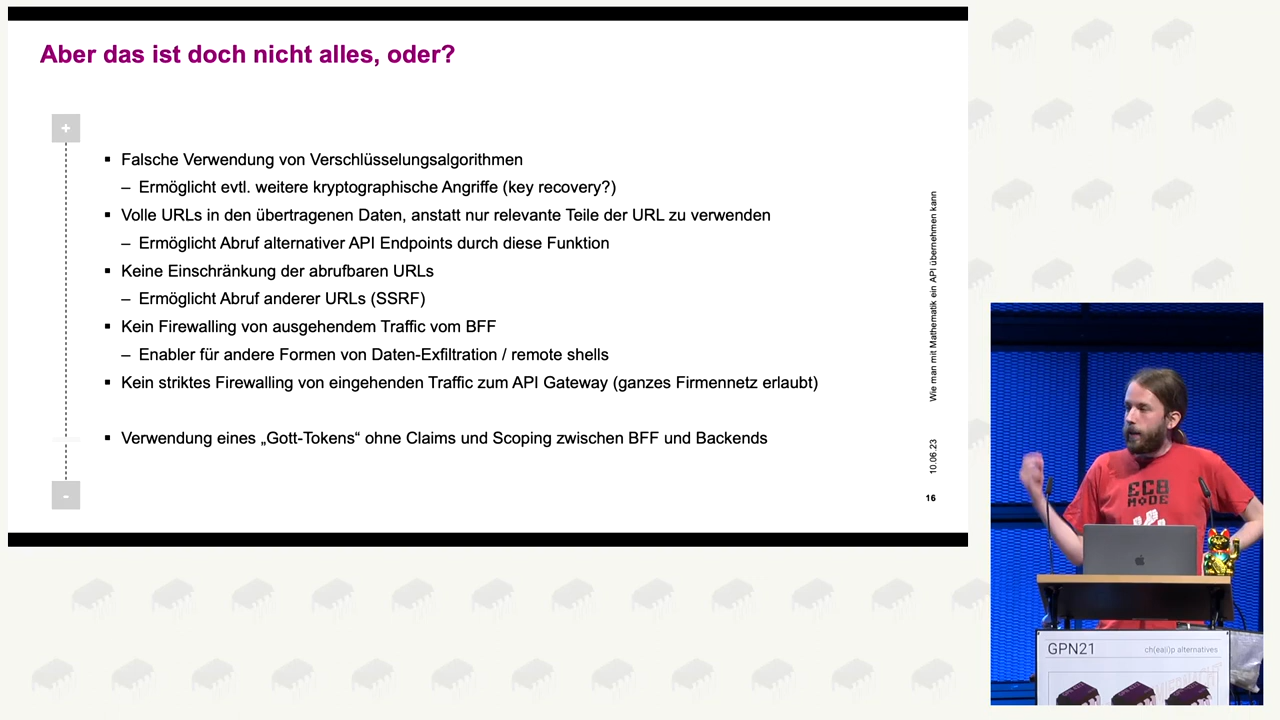 Aber das ist doch nicht alles, oder?
+
▪ Falsche Verwendung von Verschlüsselungsalgorithmen
– Ermöglicht evtl. weitere kryptographische Angriffe (key recovery?)
▪ Volle URLs in den übertragenen Daten, anstatt nur relevante Teile der URL zu verwenden
– Ermöglicht Abruf alternativer API Endpoints durch diese Funktion
▪ Keine Einschränkung der abrufbaren URLs
– Ermöglicht Abruf anderer URLs (SSRF)
▪ Kein Firewalling von ausgehendem Traffic vom BFF
– Enabler für andere Formen von Daten-Exfiltration / remote shells
▪ Kein striktes Firewalling von eingehenden Traffic zum API Gateway (ganzes Firmennetz erlaubt)
▪ Verwendung eines „Gott-Tokens“ ohne Claims und Scoping zwischen BFF und Backends
-
Wie man mit Mathematik ein API übernehmen kann
10.06.23
16
ECB
MODE
GPN21
ch(ea|i)p alternatives